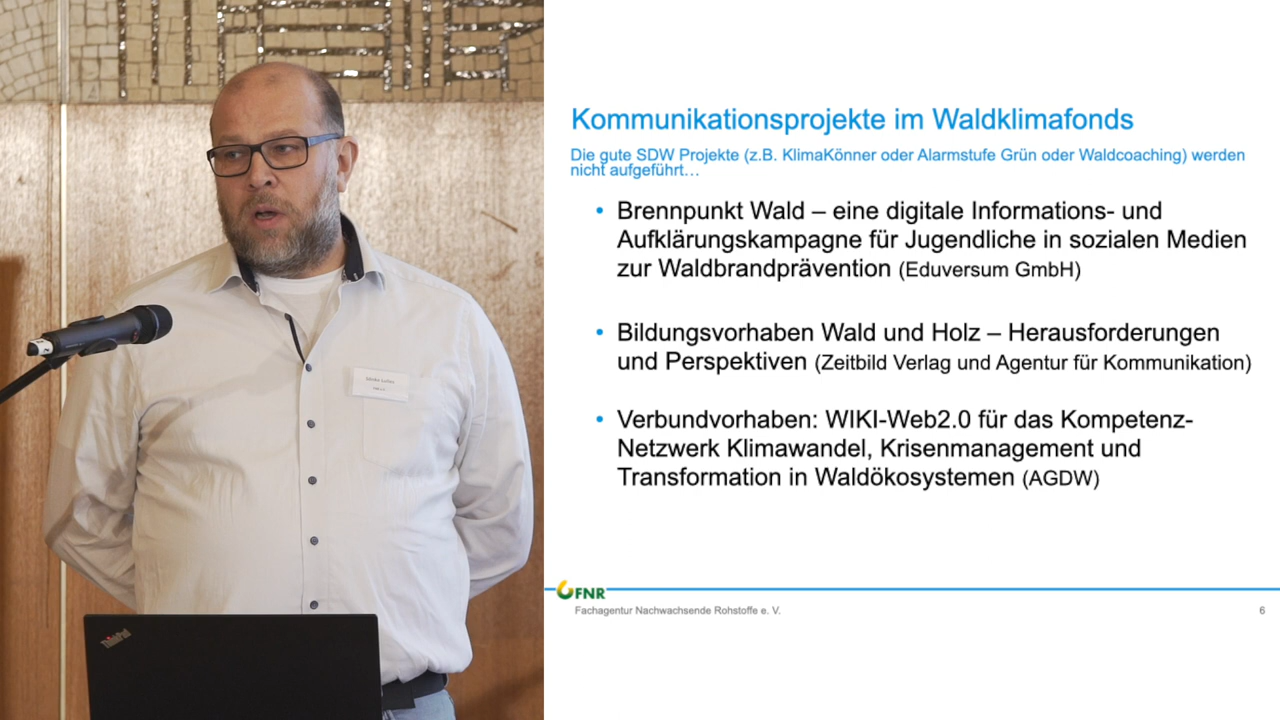 Kommunikationsprojekte im Waldklimafonds
Die gute SDW Projekte (z.B. KlimaKönner oder Alarmstufe Grün oder Waldcoaching) werden
nicht aufgeführt…
• Brennpunkt Wald – eine digitale Informations- und
Aufklärungskampagne für Jugendliche in sozialen Medien
zur Waldbrandprävention (Eduversum GmbH)
• Bildungsvorhaben Wald und Holz – Herausforderungen
und Perspektiven (Zeitbild Verlag und Agentur für Kommunikation)
• Verbundvorhaben: WIKI-Web2.0 für das Kompetenz-
Netzwerk Klimawandel, Krisenmanagement und
Transformation in Waldökosystemen (AGDW)
FNR
Fachagentur Nachwachsende Rohstoffe e. V.
6
ThinkPad